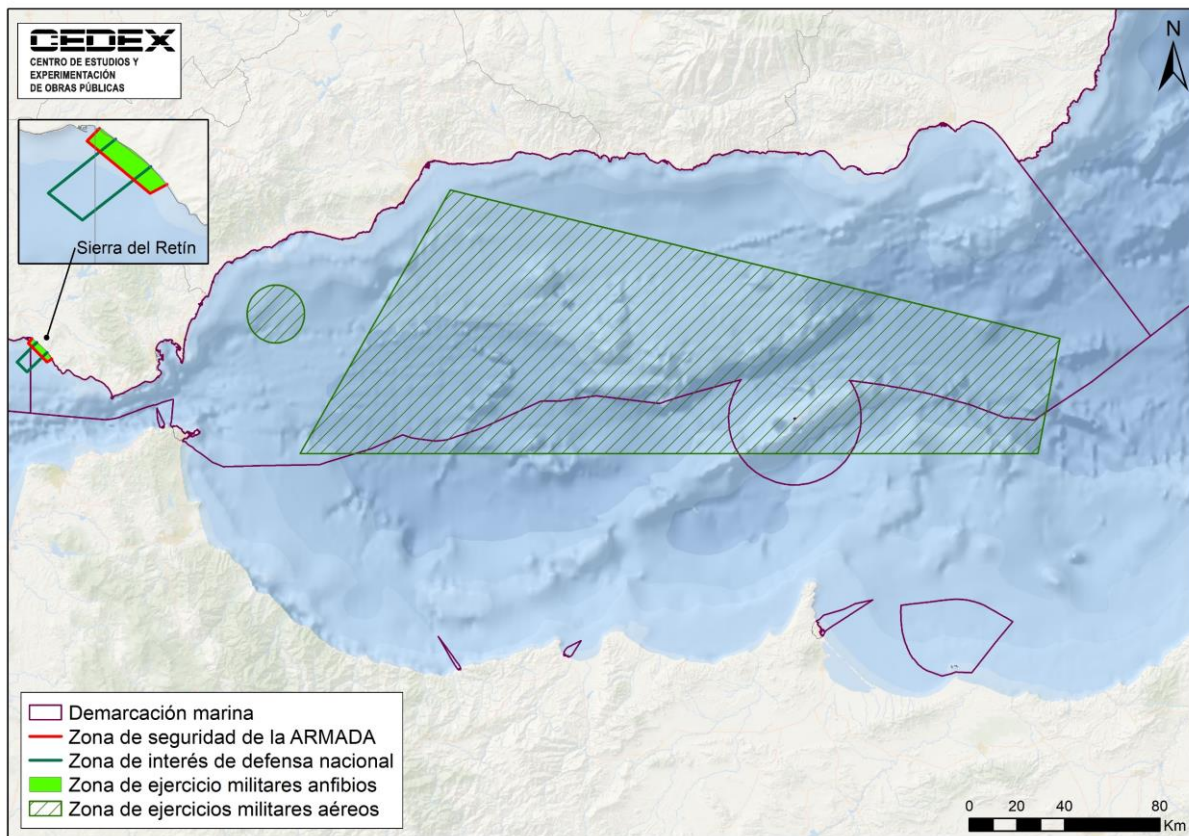 CEDEX
CENTRO DE ESTUDIOS Y
EXPERIMENTACIÓN
DE OBRAS PÚBLICAS
N
Sierra del Retín
Demarcación marina
Zona de seguridad de la ARMADA
Zona de interés de defensa nacional
Zona de ejercicio militares anfibios
Zona de ejercicios militares aéreos
0 20 40 80
Km